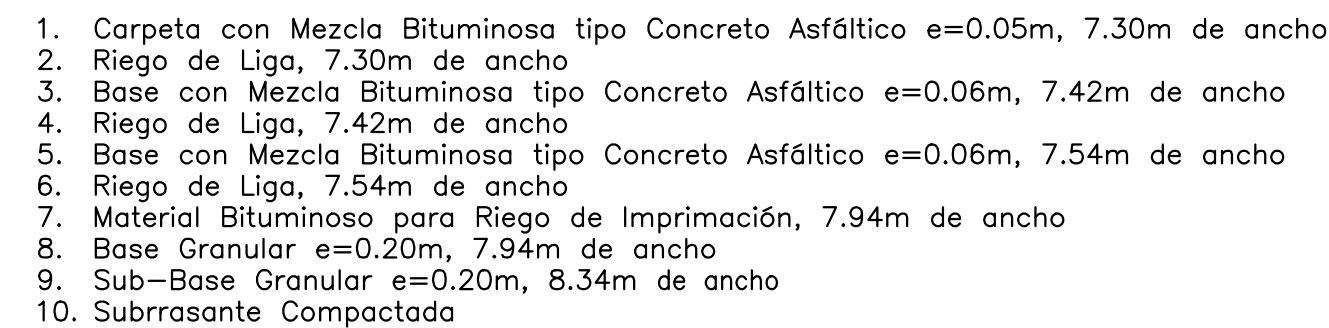 1. Carpeta con Mezcla Bituminosa tipo Concreto Asfáltico e=0.05m, 7.30m de ancho
2. Riego de Liga, 7.30m de ancho
3. Base con Mezcla Bituminosa tipo Concreto Asfáltico e=0.06m, 7.42m de ancho
4. Riego de Liga, 7.42m de ancho
5. Base con Mezcla Bituminosa tipo Concreto Asfáltico e=0.06m, 7.54m de ancho
6. Riego de Liga, 7.54m de ancho
7. Material Bituminoso para Riego de Imprimación, 7.94m de ancho
8. Base Granular e=0.20m, 7.94m de ancho
9. Sub-Base Granular e=0.20m, 8.34m de ancho
10. Subrrasante Compactada